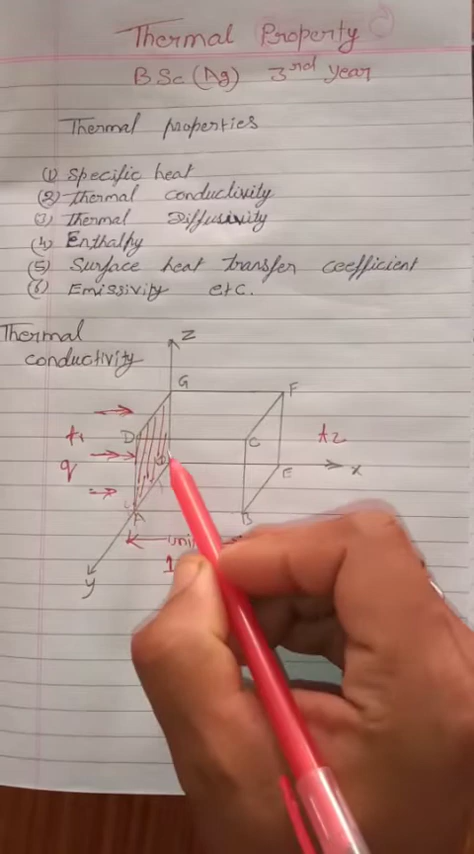 Thermal Property
B Sc (Ag) 3rd Year
Thermal properties
(1) Specific heat
(2) Thermal conductivity
(3) Thermal Diffusivity
(4) Enthalpy
(5) Surface heat transfer coefficient
(6) Emissivity etc.
Thermal
conductivity
Z
G
F
t1
D
C
t2
q
E
x
A
B
y
1